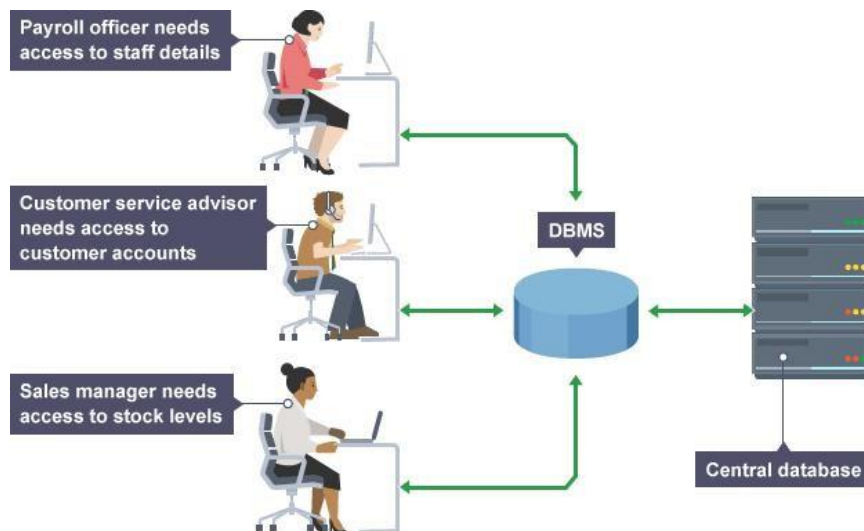 Payroll officer needs
access to staff details
Customer service advisor
needs access to
customer accounts
DBMS
Sales manager needs
access to stock levels
Central database